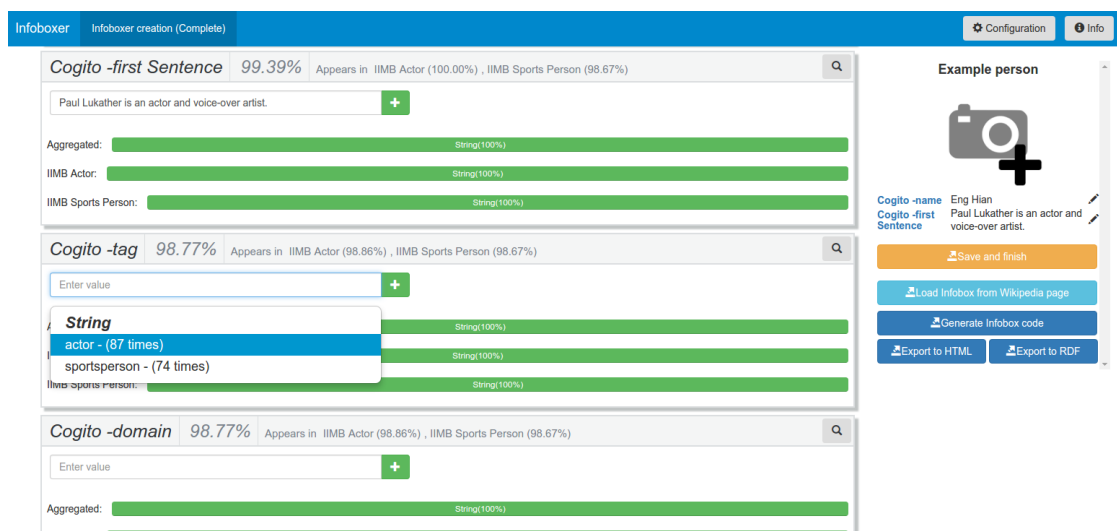 Infoboxer Infoboxer creation (Complete) Configuration Info
Cogito -first Sentence 99.39% Appears in IIMB Actor (100.00%) , IIMB Sports Person (98.67%)
Paul Lukather is an actor and voice-over artist.
Aggregated: String(100%)
IIMB Actor: String(100%)
IIMB Sports Person: String(100%)
Cogito -tag 98.77% Appears in IIMB Actor (98.86%) , IIMB Sports Person (98.67%)
Enter value
String
actor - (87 times)
sportsperson - (74 times)
String(100%)
String(100%)
IIMB Sports Person: String(100%)
Cogito -domain 98.77% Appears in IIMB Actor (98.86%) , IIMB Sports Person (98.67%)
Enter value
Aggregated: String(100%)
Example person
Cogito -name Eng Hian
Cogito -first Sentence Paul Lukather is an actor and
voice-over artist.
Save and finish
Load Infobox from Wikipedia page
Generate Infobox code
Export to HTML Export to RDF